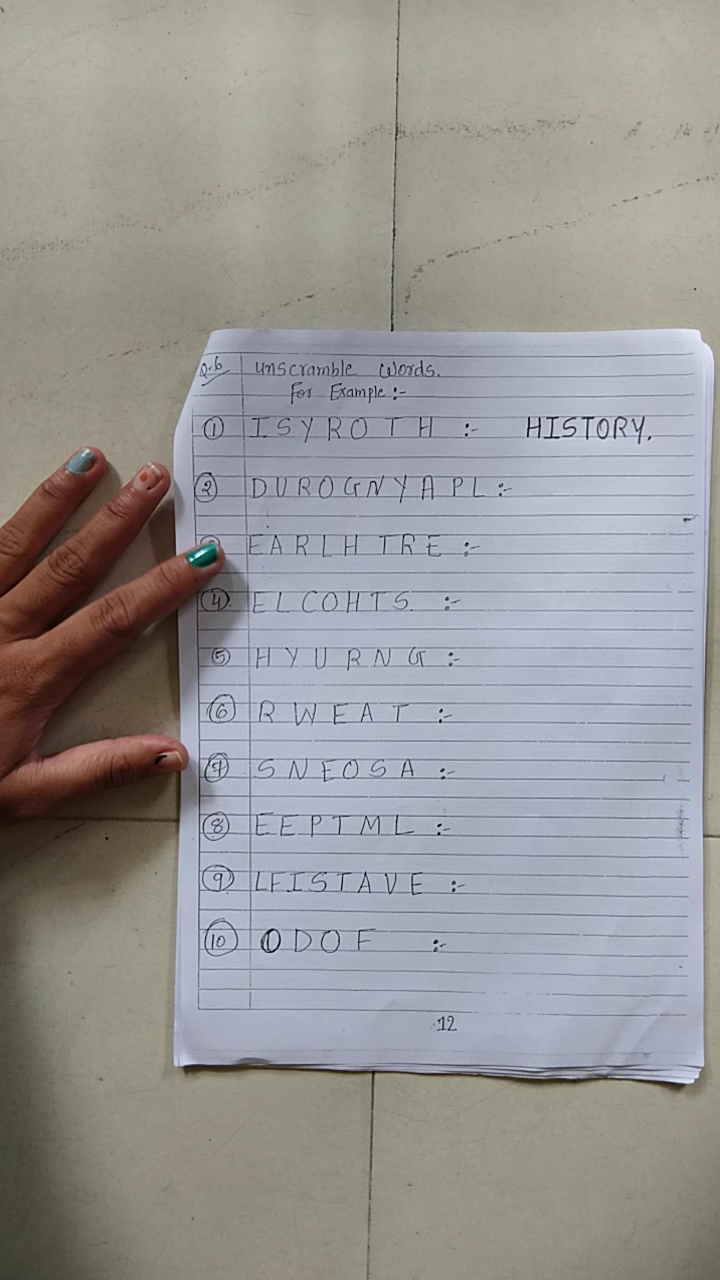 Q.6 Unscramble Words.
For Example :-
① ISYROTH :- HISTORY.
② DUROGNYAPL :-
EARLHTRE :-
④ ELCOHTS. :-
⑤ HYURNG :-
⑥ RWEAT :-
⑦ SNEOSA :-
⑧ EEPTML :-
⑨ LFISTAVE :-
⑩ ODOF :-
12